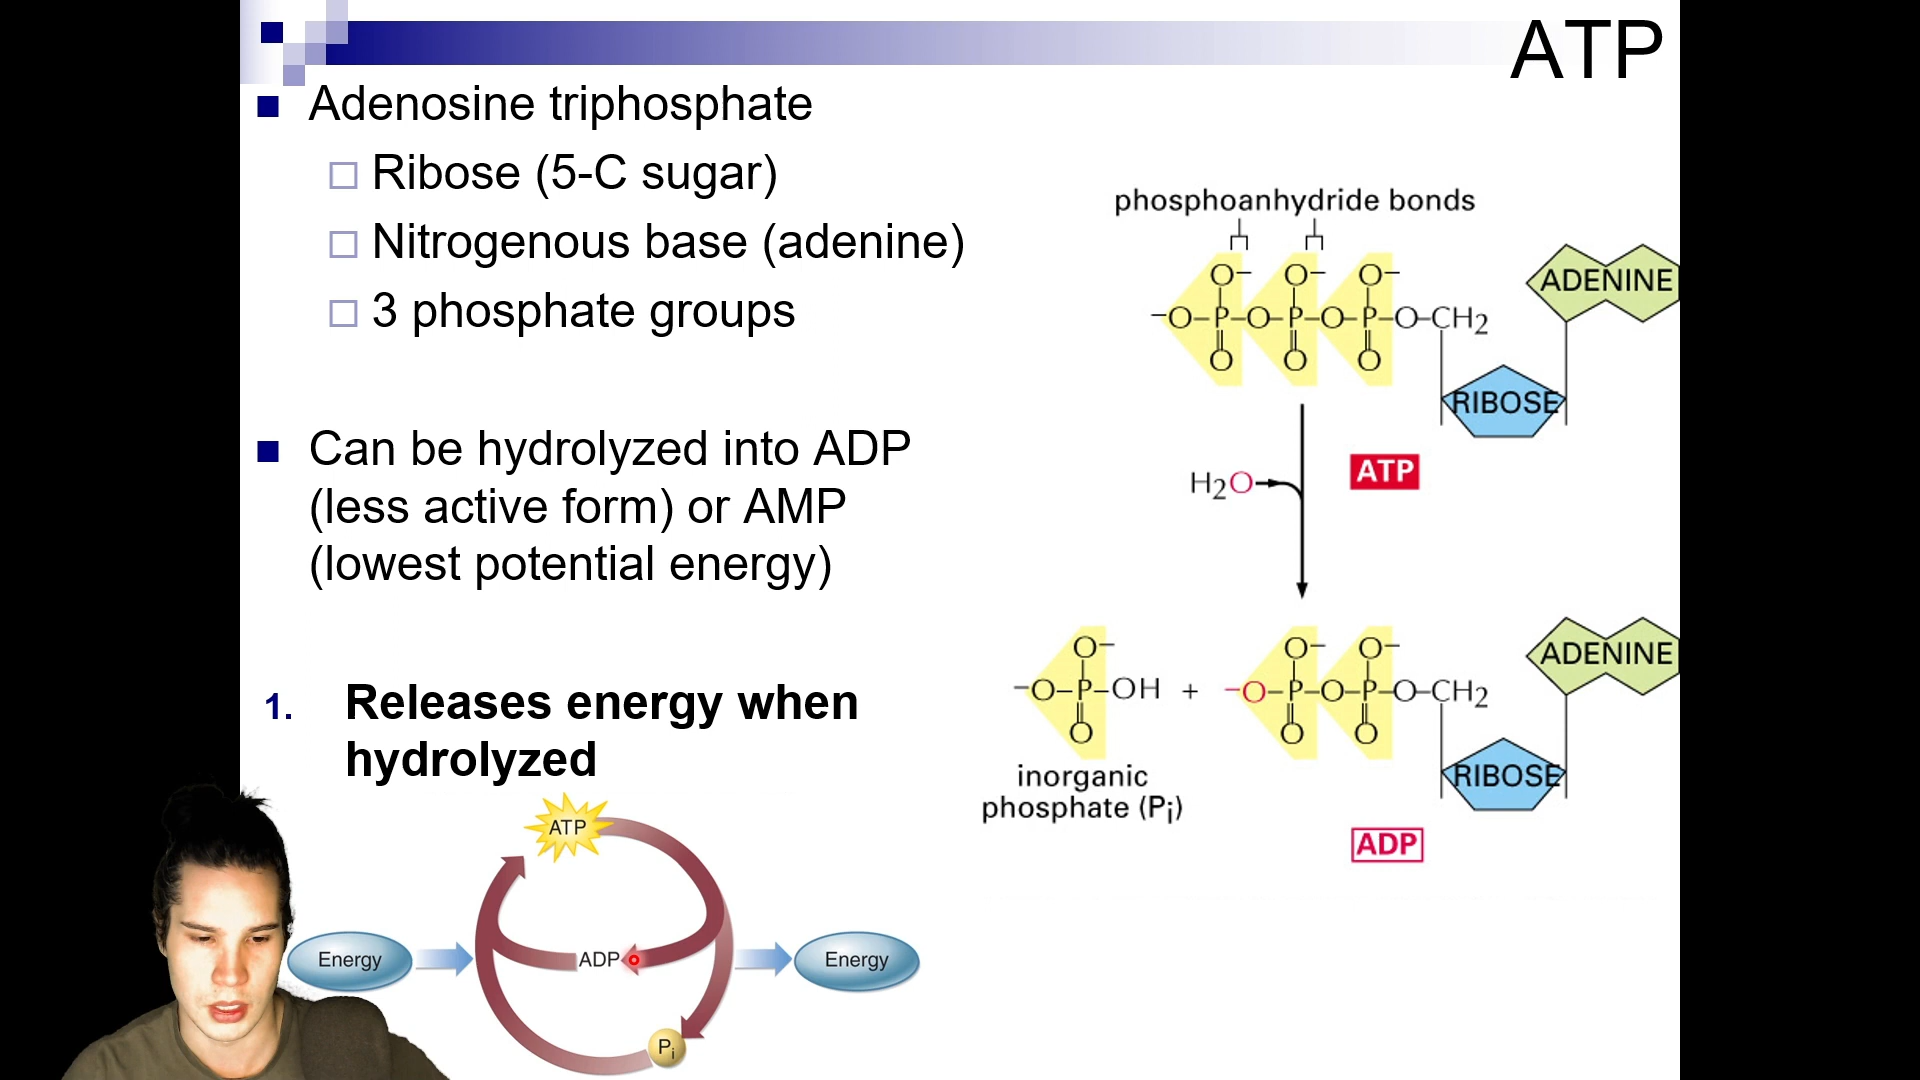 ATP
Adenosine triphosphate
Ribose (5-C sugar)
Nitrogenous base (adenine)
3 phosphate groups
Can be hydrolyzed into ADP
(less active form) or AMP
(lowest potential energy)
1. Releases energy when
hydrolyzed
phosphoanhydride bonds
O− O− O− ADENINE
−O–P–O–P–O–P–O–CH2
O O O
RIBOSE
ATP
H2O
O− O− O− ADENINE
−O–P–OH + −O–P–O–P–O–CH2
O O O
inorganic
phosphate (Pi)
RIBOSE
ADP
ATP
Energy ADP Energy
Pi